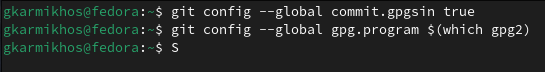 gkarmikhos@fedora:~$ git config --global commit.gpgsin true
gkarmikhos@fedora:~$ git config --global gpg.program $(which gpg2)
gkarmikhos@fedora:~$ S